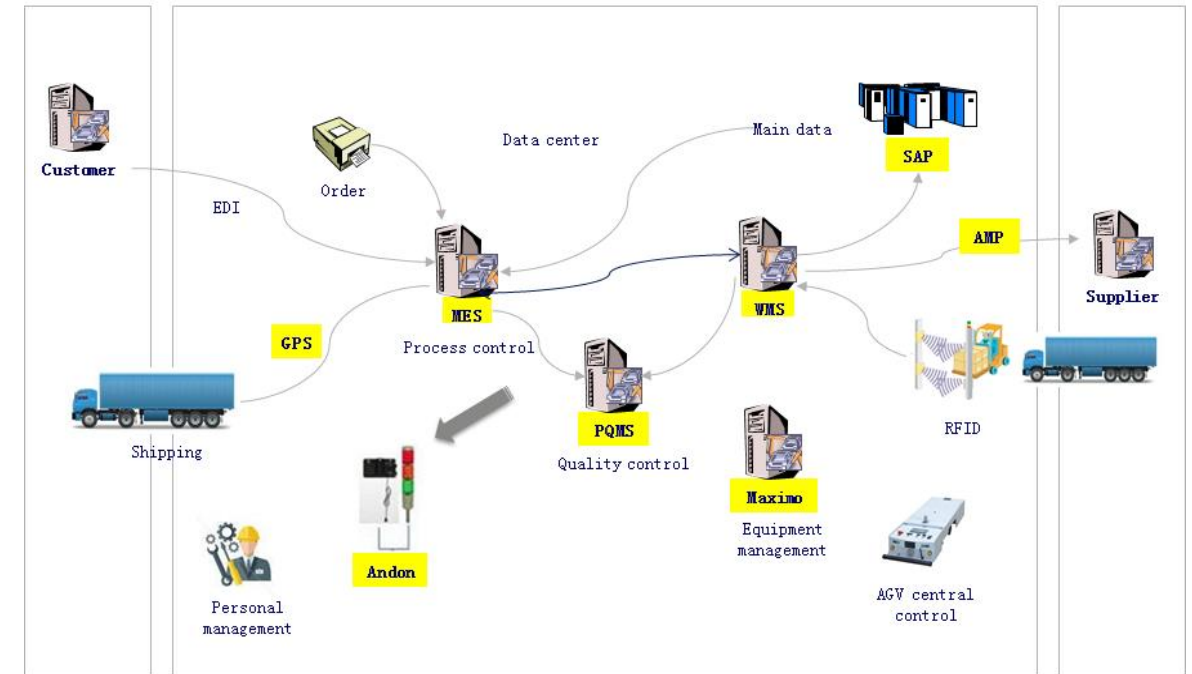 Customer
EDI
Order
Data center
Main data
SAP
AMP
Supplier
MES
WMS
GPS
Process control
PQMS
Quality control
RFID
Shipping
Maximo
Equipment
management
Andon
AGV central
control
Personal
management